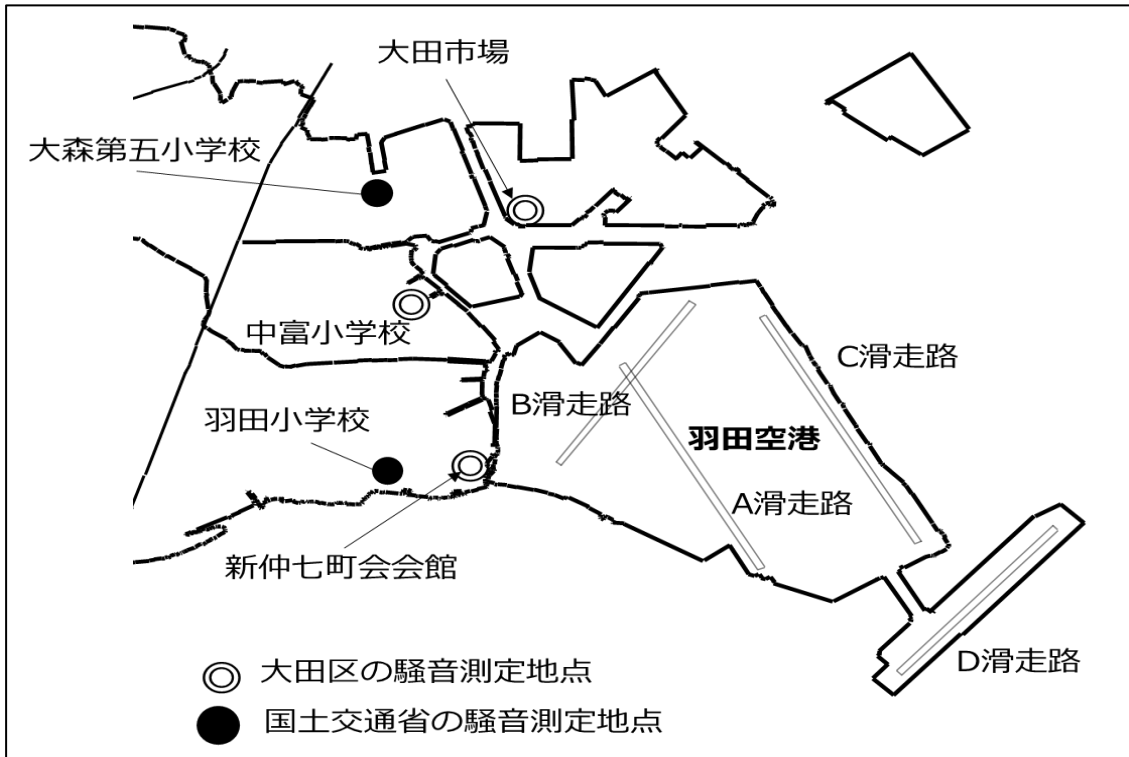 大田市場
大森第五小学校
中富小学校
C滑走路
B滑走路
羽田小学校
羽田空港
A滑走路
新仲七町会会館
D滑走路
大田区の騒音測定地点
国土交通省の騒音測定地点